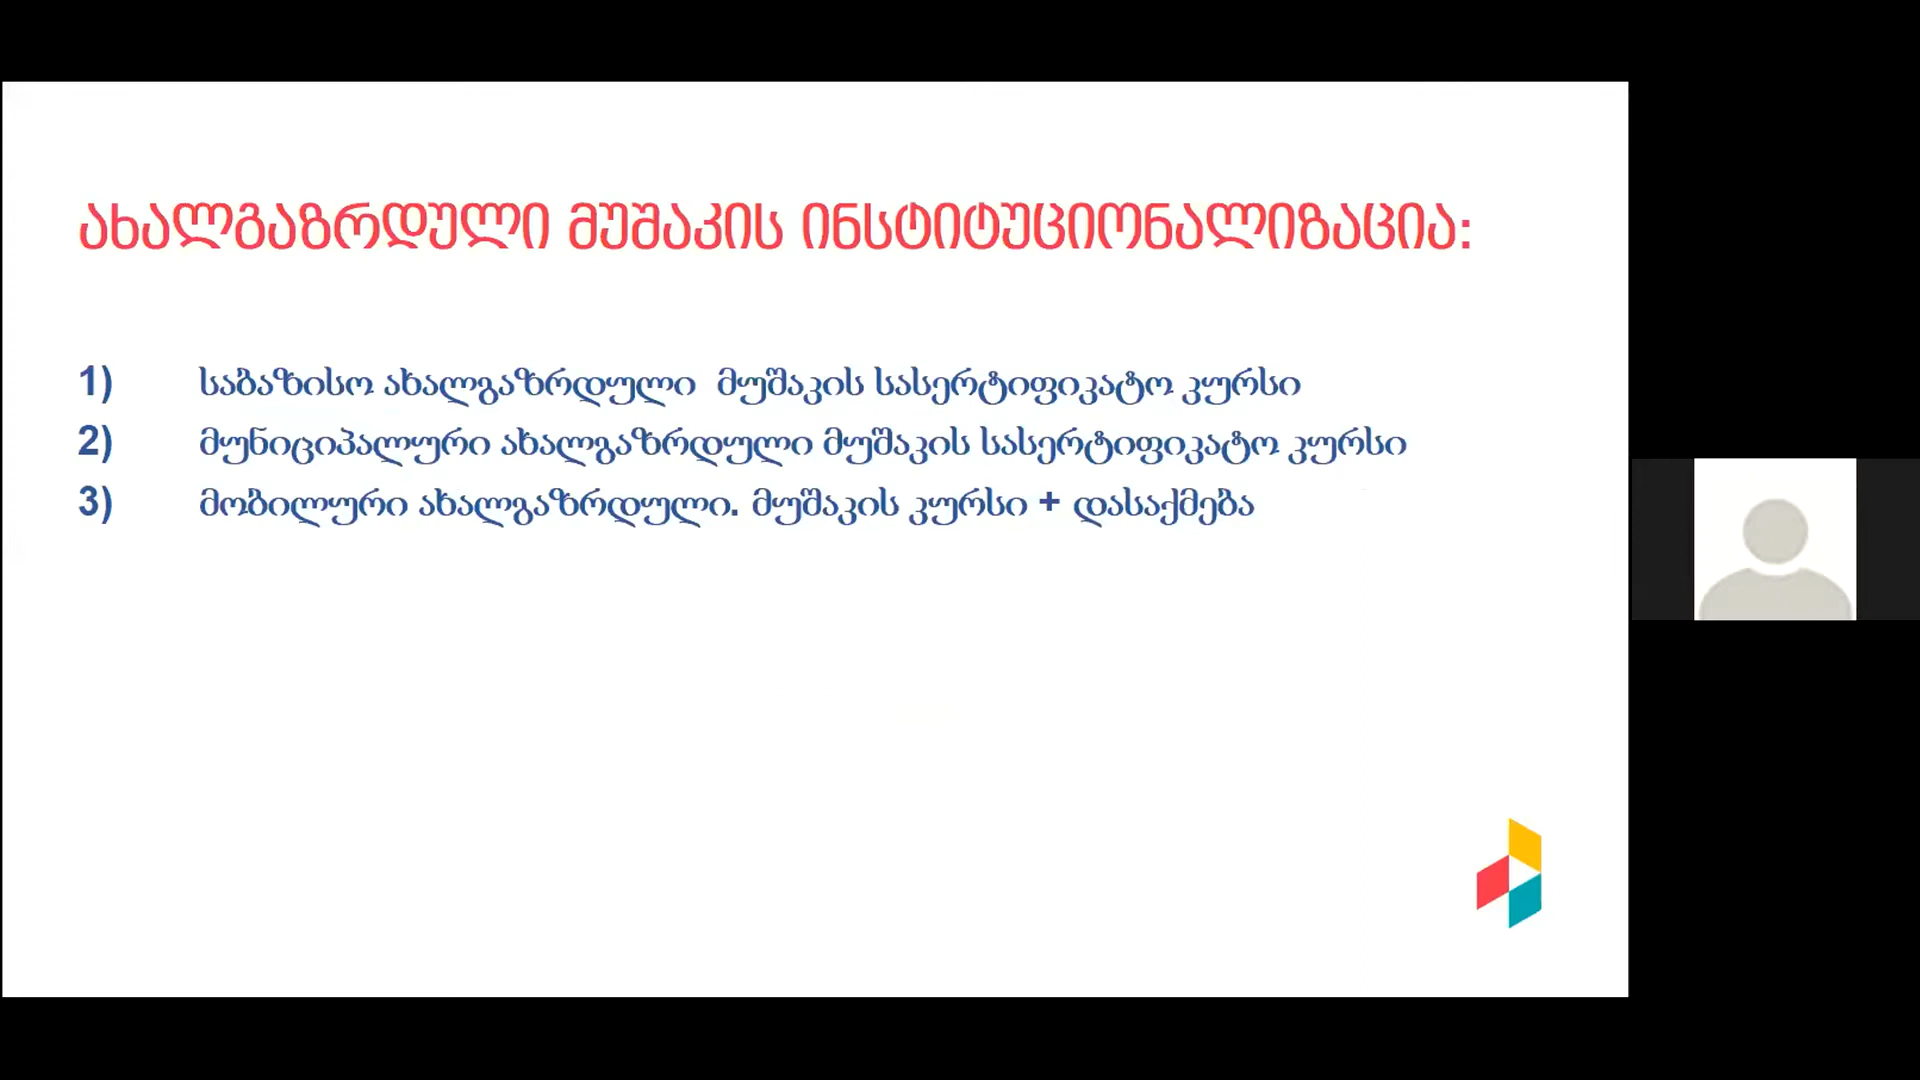 ახალგაზრდული მუშაკის ინსტიტუციონალიზაცია:
1) საბაზისო ახალგაზრდული მუშაკის სასერტიფიკატო კურსი
2) მუნიციპალური ახალგაზრდული მუშაკის სასერტიფიკატო კურსი
3) მობილური ახალგაზრდული. მუშაკის კურსი + დასაქმება